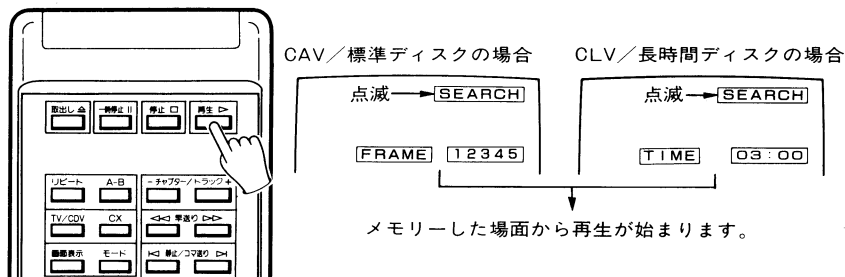 CAV／標準ディスクの場合
CLV／長時間ディスクの場合
点滅 SEARCH
点滅 SEARCH
FRAME 12345
TIME 03:00
メモリーした場面から再生が始まります。
取出し ≙ 一時停止 II 停止 □ 再生 ▷
リピート A-B －チャプター／トラック＋
TV/CDV CX ◁◁ 早送り ▷▷
画面表示 モード |◁ 静止／コマ送り ▷|